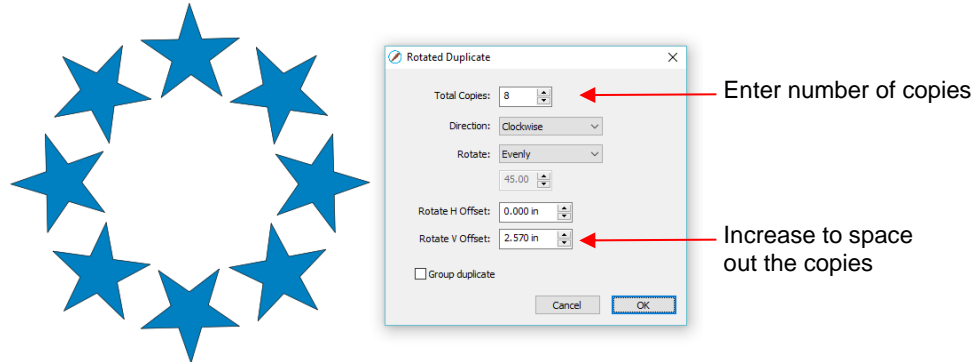 Rotated Duplicate
Total Copies: 8
Enter number of copies
Direction: Clockwise
Rotate: Evenly
45.00
Rotate H Offset: 0.000 in
Rotate V Offset: 2.570 in
Increase to space
out the copies
Group duplicate
Cancel OK